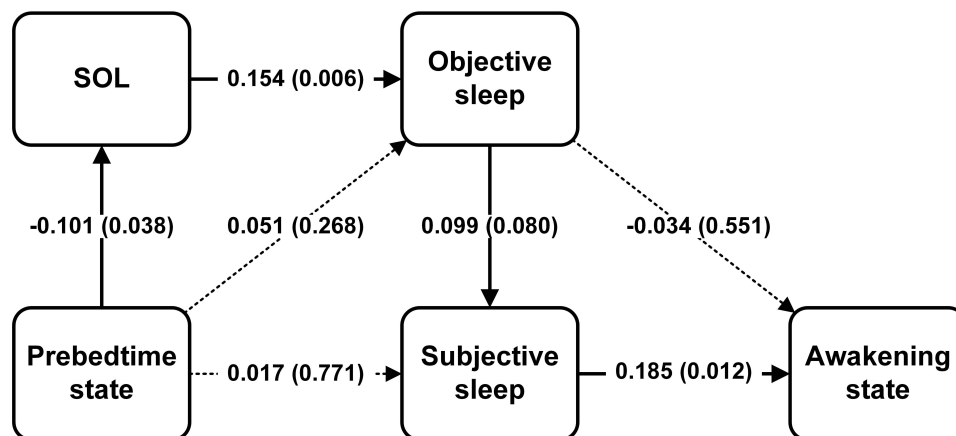 SOL
0.154 (0.006)
Objective
sleep
-0.101 (0.038)
0.051 (0.268)
0.099 (0.080)
-0.034 (0.551)
Prebedtime
state
0.017 (0.771)
Subjective
sleep
0.185 (0.012)
Awakening
state